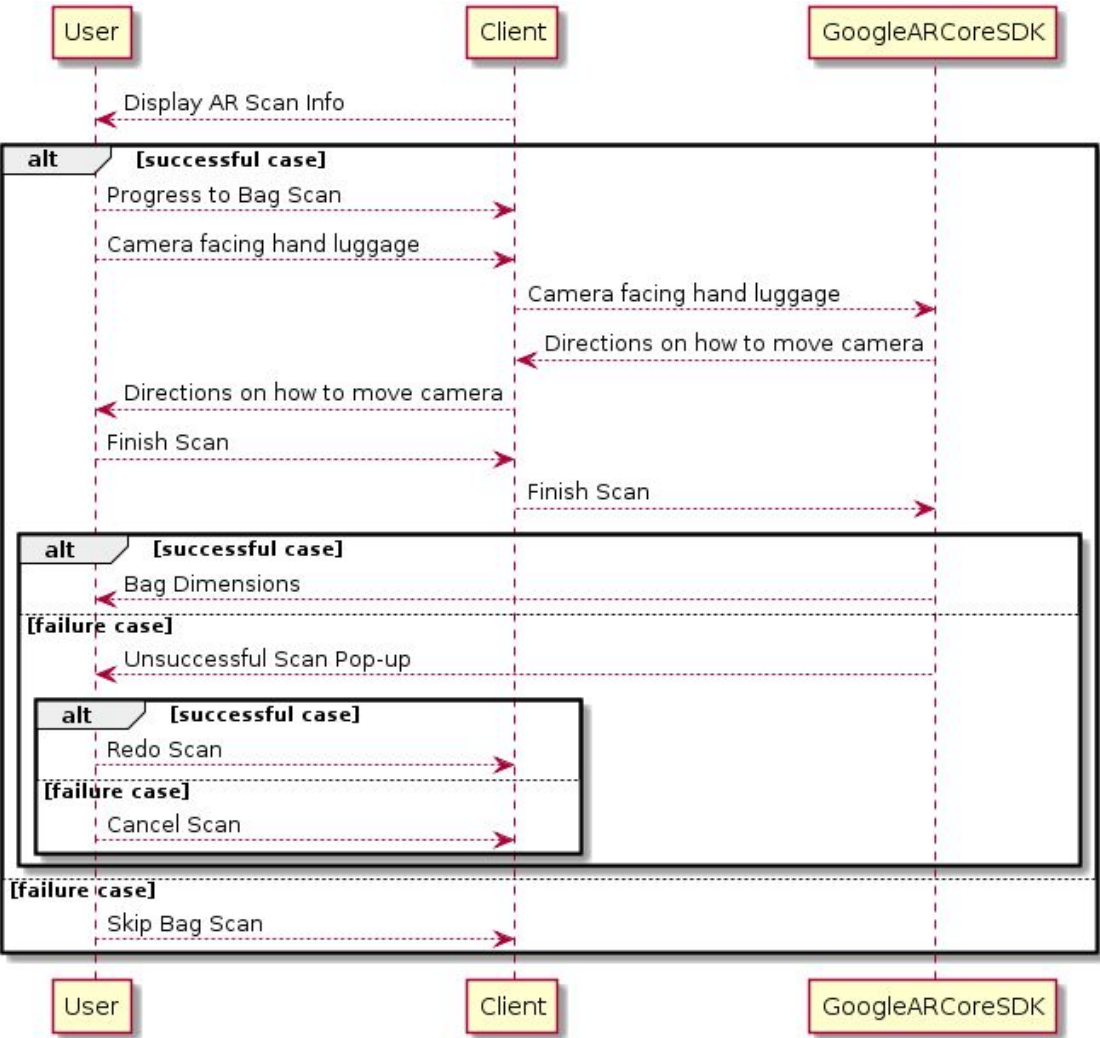 User Client GoogleARCoreSDK
Display AR Scan Info
alt [successful case]
Progress to Bag Scan
Camera facing hand luggage
Camera facing hand luggage
Directions on how to move camera
Directions on how to move camera
Finish Scan
Finish Scan
alt [successful case]
Bag Dimensions
[failure case]
Unsuccessful Scan Pop-up
alt [successful case]
Redo Scan
[failure case]
Cancel Scan
[failure case]
Skip Bag Scan
User Client GoogleARCoreSDK